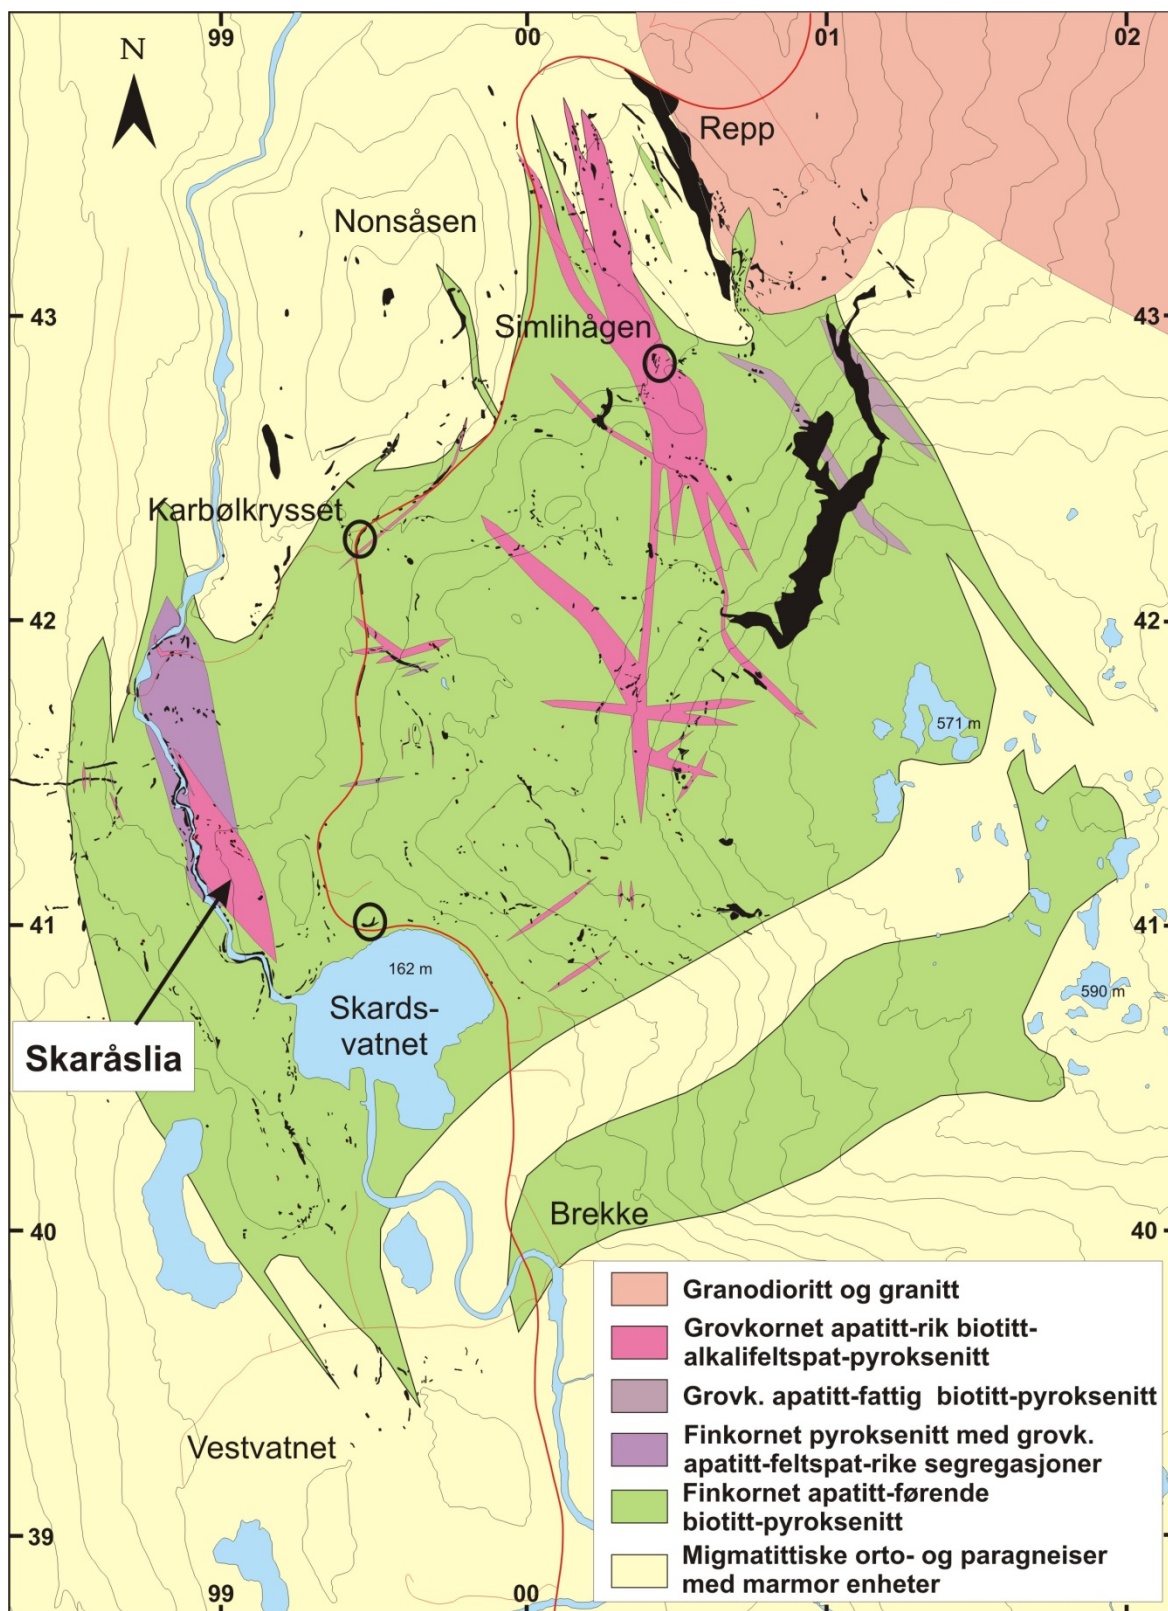 99
00
01
02
N
Repp
Nonsåsen
43
43
Simlihågen
Karbølkrysset
42
42
571 m
41
41
162 m
590 m
Skards-
vatnet
Skaråslia
Brekke
40
40
Vestvatnet
39
99
00
Granodioritt og granitt
Grovkornet apatitt-rik biotitt-
alkalifeltspat-pyroksenitt
Grovk. apatitt-fattig biotitt-pyroksenitt
Finkornet pyroksenitt med grovk.
apatitt-feltspat-rike segregasjoner
Finkornet apatitt-førende
biotitt-pyroksenitt
Migmatittiske orto- og paragneiser
med marmor enheter